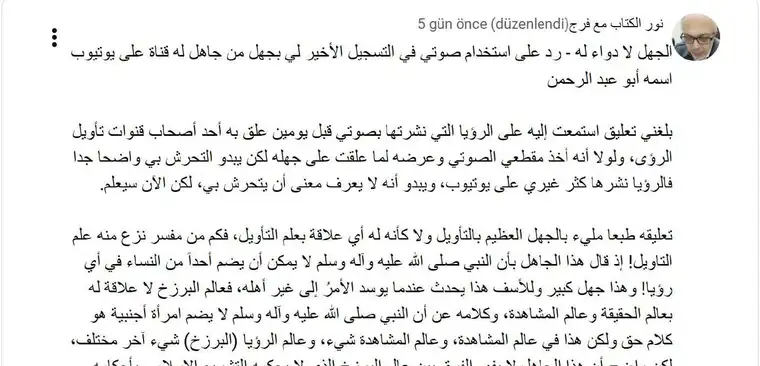 نور الكتاب مع فرج 5 gün önce (düzenlendi)
الجهل لا دواء له - رد على استخدام صوتي في التسجيل الأخير لي بجهل من جاهل له قناة على يوتيوب
اسمه أبو عبد الرحمن
بلغني تعليق استمعت إليه على الرؤيا التي نشرتها بصوتي قبل يومين علق به أحد أصحاب قنوات تأويل
الرؤى، ولولا أنه أخذ مقطعي الصوتي وعرضه لما علقت على جهله لكن يبدو التحرش بي واضحا جدا
فالرؤيا نشرها كثر غيري على يوتيوب، ويبدو أنه لا يعرف معنى أن يتحرش بي، لكن الآن سيعلم.
تعليقه طبعا مليء بالجهل العظيم بالتأويل ولا كأنه له أي علاقة بعلم التأويل، فكم من مفسر نزع منه علم
التاويل! إذ قال هذا الجاهل بأن النبي صلى الله عليه وآله وسلم لا يمكن أن يضم أحداً من النساء في أي
رؤيا! وهذا جهل كبير وللأسف هذا يحدث عندما يوسد الأمرُ إلى غير أهله، فعالم البرزخ لا علاقة له
بعالم الحقيقة وعالم المشاهدة، وكلامه عن أن النبي صلى الله عليه وآله وسلم لا يضم امرأة أجنبية هو
كلام حق ولكن هذا في عالم المشاهدة، وعالم المشاهدة شيء، وعالم الرؤيا (البرزخ) شيء آخر مختلف،